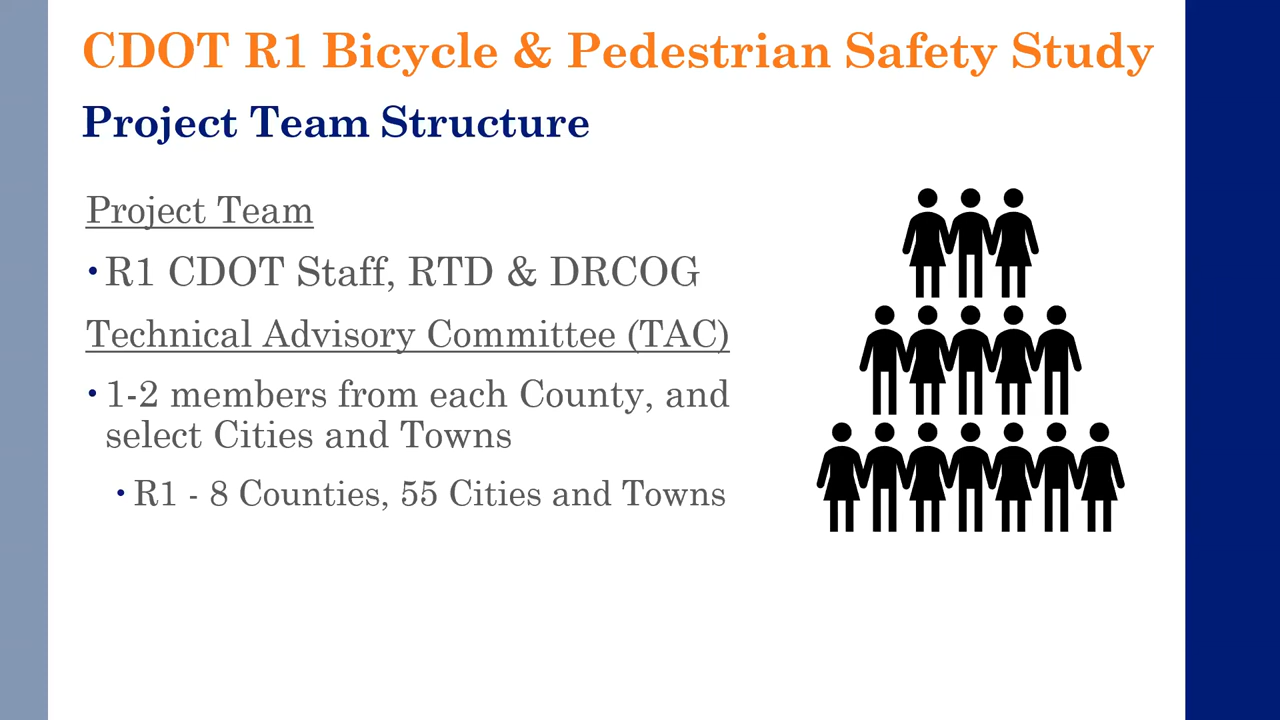 CDOT R1 Bicycle & Pedestrian Safety Study
Project Team Structure
Project Team
• R1 CDOT Staff, RTD & DRCOG
Technical Advisory Committee (TAC)
• 1-2 members from each County, and
select Cities and Towns
• R1 - 8 Counties, 55 Cities and Towns